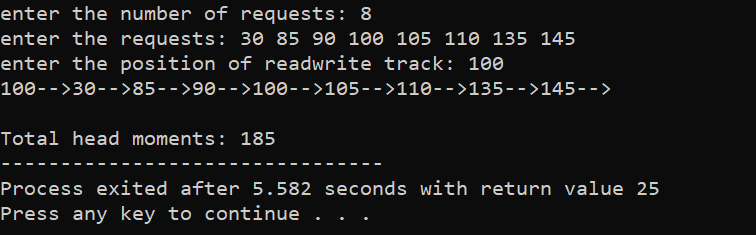 enter the number of requests: 8
enter the requests: 30 85 90 100 105 110 135 145
enter the position of readwrite track: 100
100-->30-->85-->90-->100-->105-->110-->135-->145-->
Total head moments: 185
--------------------------------
Process exited after 5.582 seconds with return value 25
Press any key to continue . . .